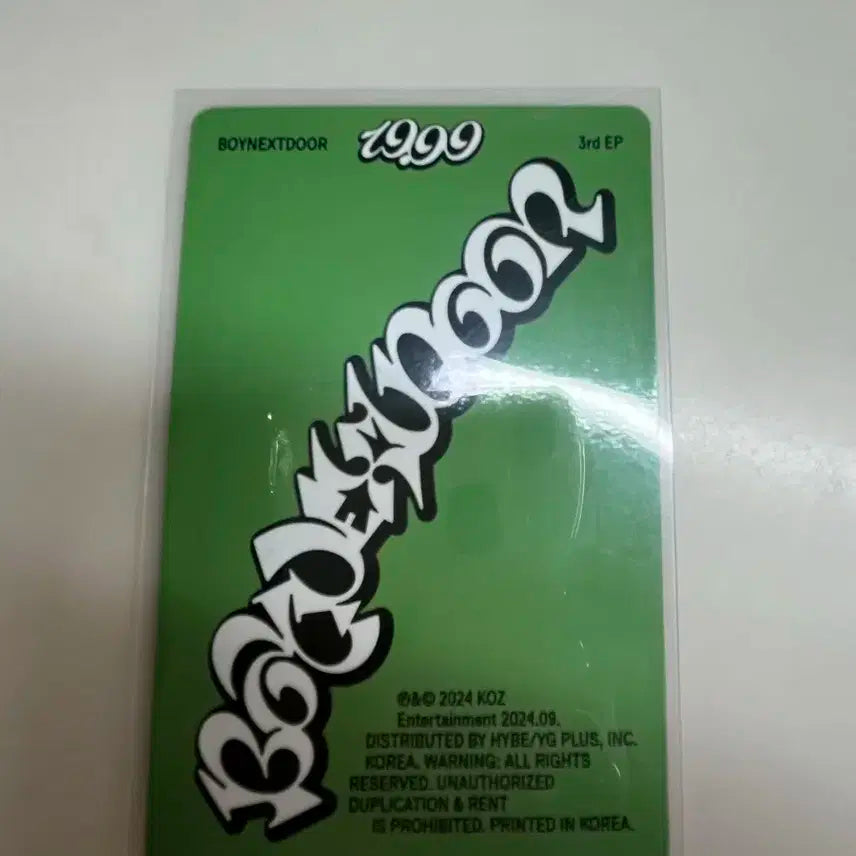 BOYNEXTDOOR 19.99 3rd EP
BOYNEXTDOOR
℗&© 2024 KOZ
Entertainment 2024.09.
DISTRIBUTED BY HYBE/YG PLUS, INC.
KOREA. WARNING: ALL RIGHTS
RESERVED. UNAUTHORIZED
DUPLICATION & RENT
IS PROHIBITED. PRINTED IN KOREA.